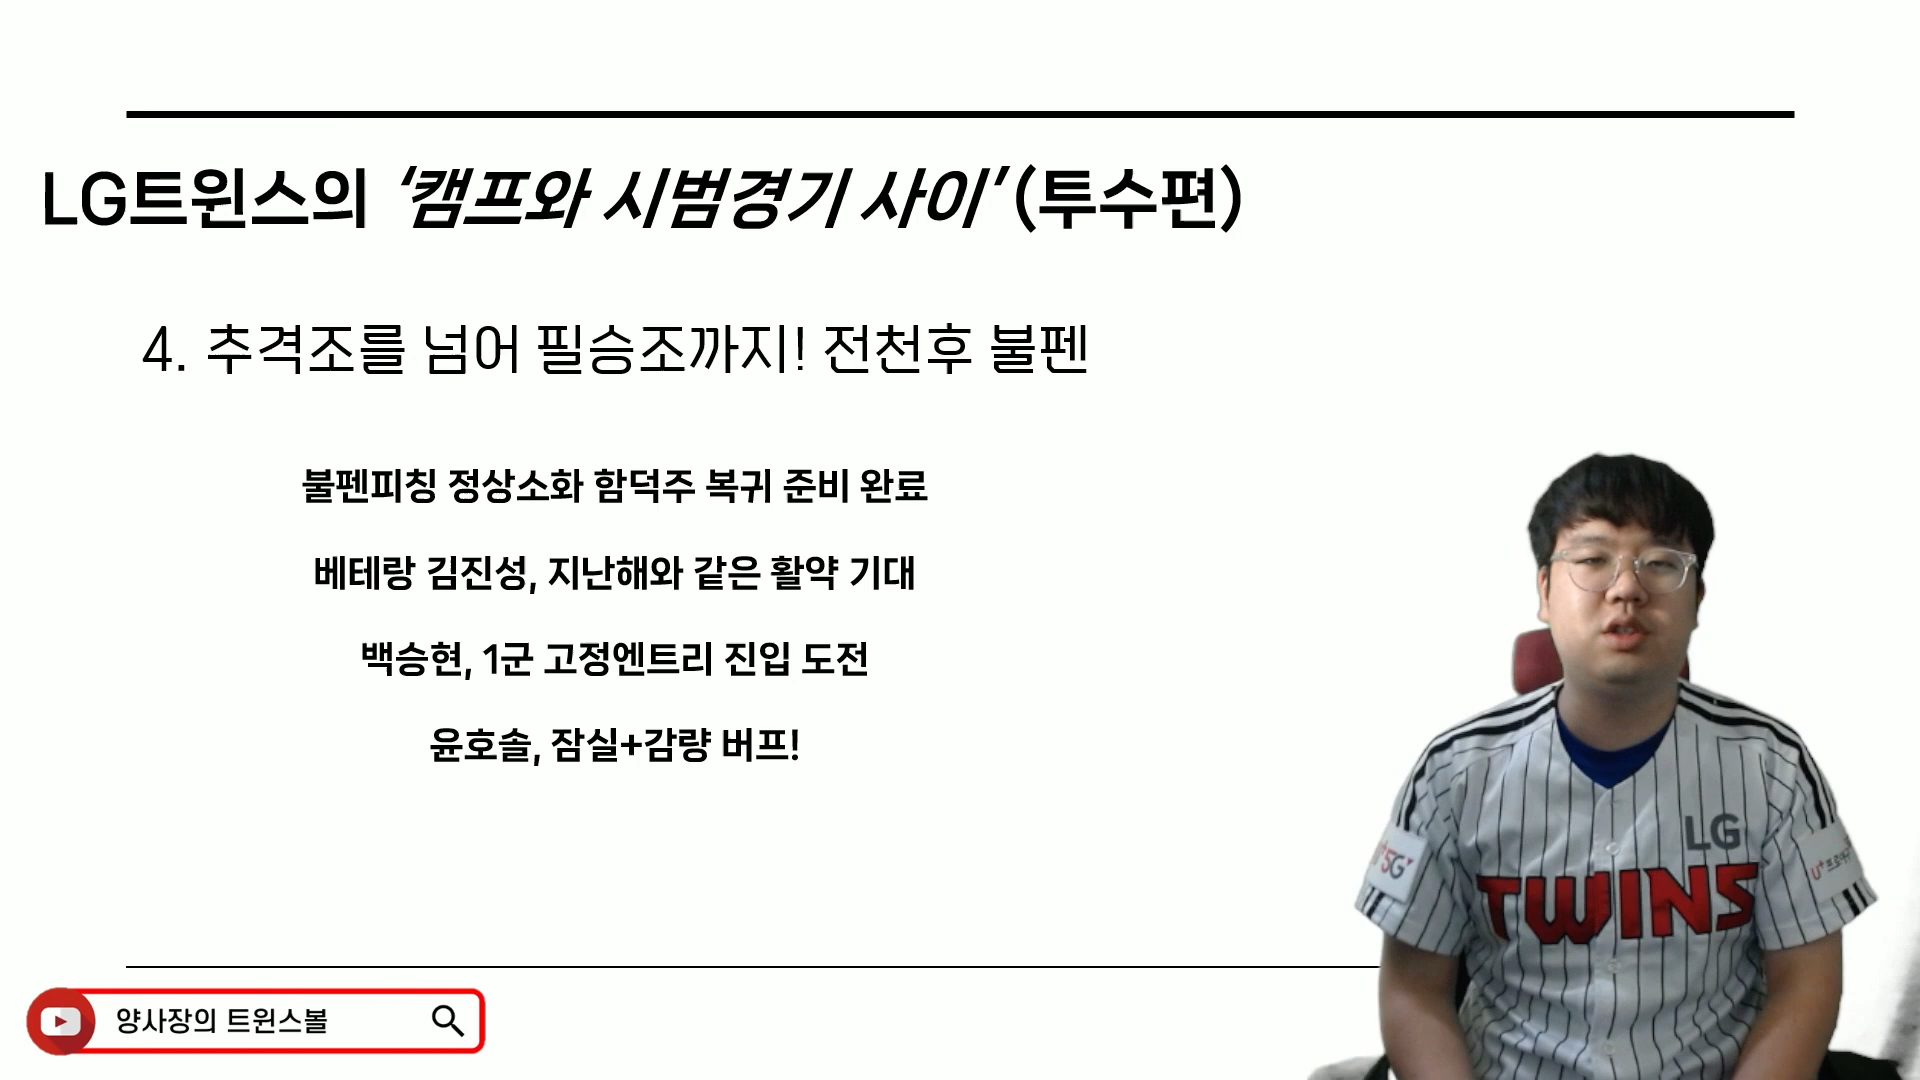 LG트윈스의 ‘캠프와 시범경기 사이’(투수편)
4. 추격조를 넘어 필승조까지! 전천후 불펜
불펜피칭 정상소화 함덕주 복귀 준비 완료
베테랑 김진성, 지난해와 같은 활약 기대
백승현, 1군 고정엔트리 진입 도전
윤호솔, 잠실+감량 버프!
LG
TWINS
5G
양사장의 트윈스볼